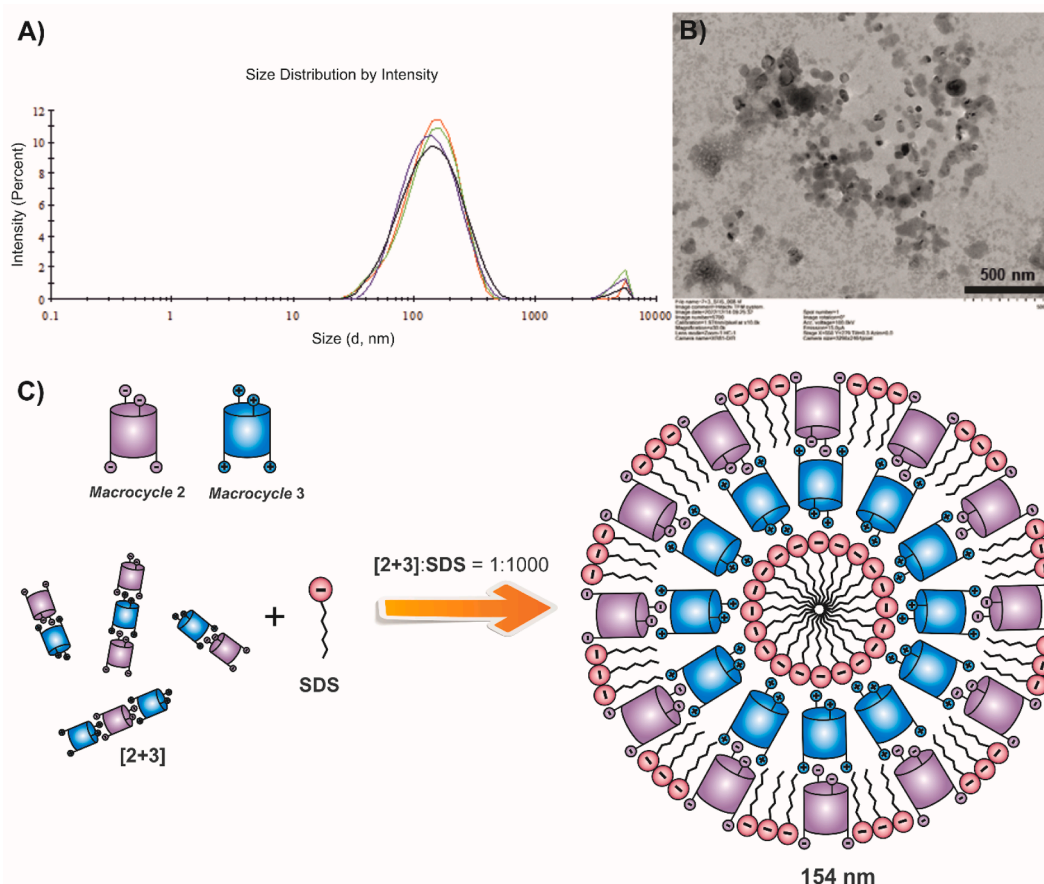 A)
Size Distribution by Intensity
Intensity (Percent)
12
10
8
6
4
2
0
0.1
1
10
100
1000
10000
Size (d, nm)
B)
500 nm
C)
Macrocycle 2
Macrocycle 3
[2+3]
+
SDS
[2+3]:SDS = 1:1000
154 nm